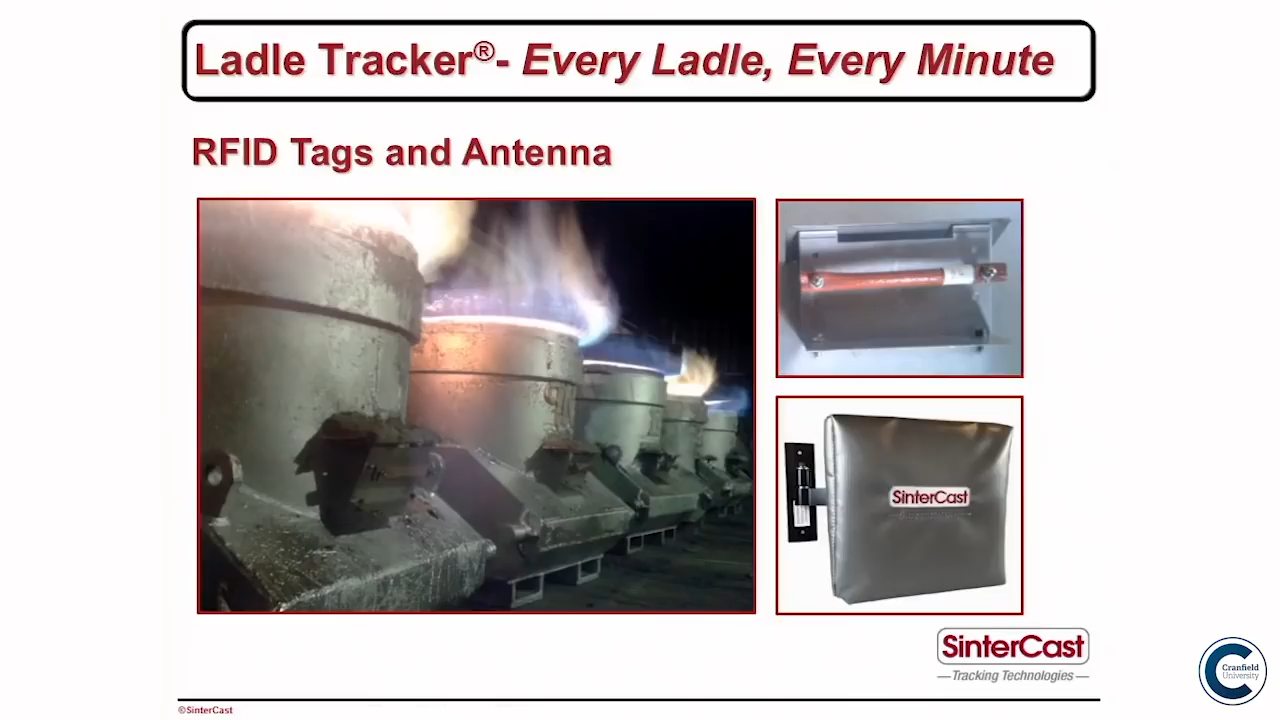 Ladle Tracker®- Every Ladle, Every Minute
RFID Tags and Antenna
SinterCast
SinterCast
Tracking Technologies
©SinterCast
Cranfield
University